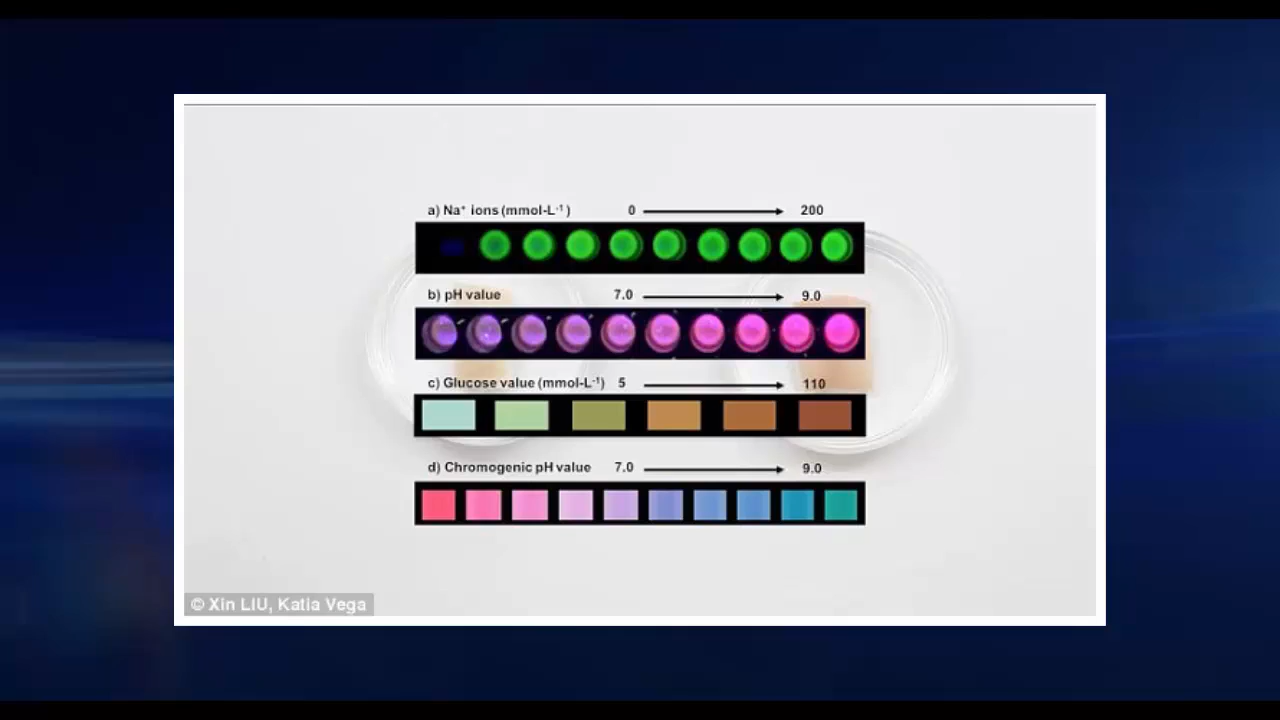 a) Na⁺ ions (mmol-L⁻¹) 0 200
b) pH value 7.0 9.0
c) Glucose value (mmol-L⁻¹) 5 110
d) Chromogenic pH value 7.0 9.0
© Xin LIU, Katia Vega